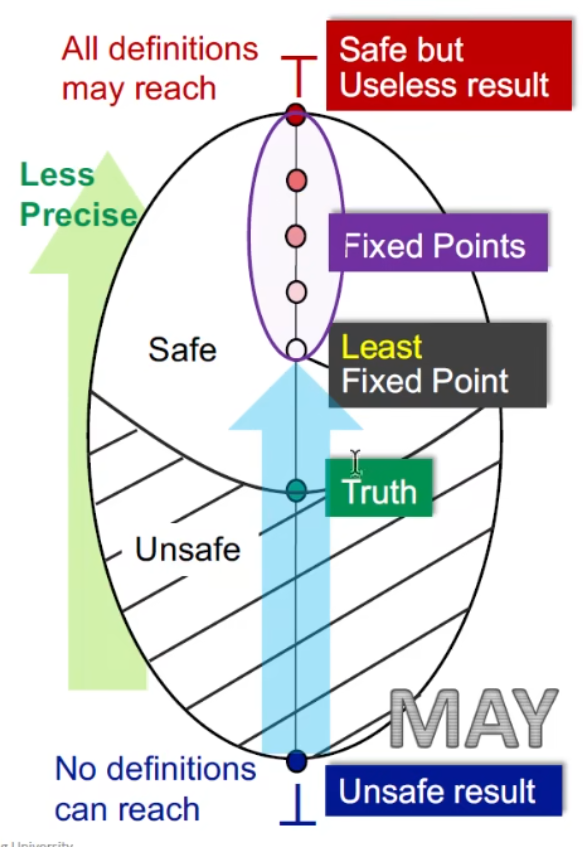 All definitions
may reach
⊤
Safe but
Useless result
Less
Precise
Fixed Points
Safe
Least
Fixed Point
Truth
Unsafe
MAY
No definitions
can reach
⊥
Unsafe result
g University